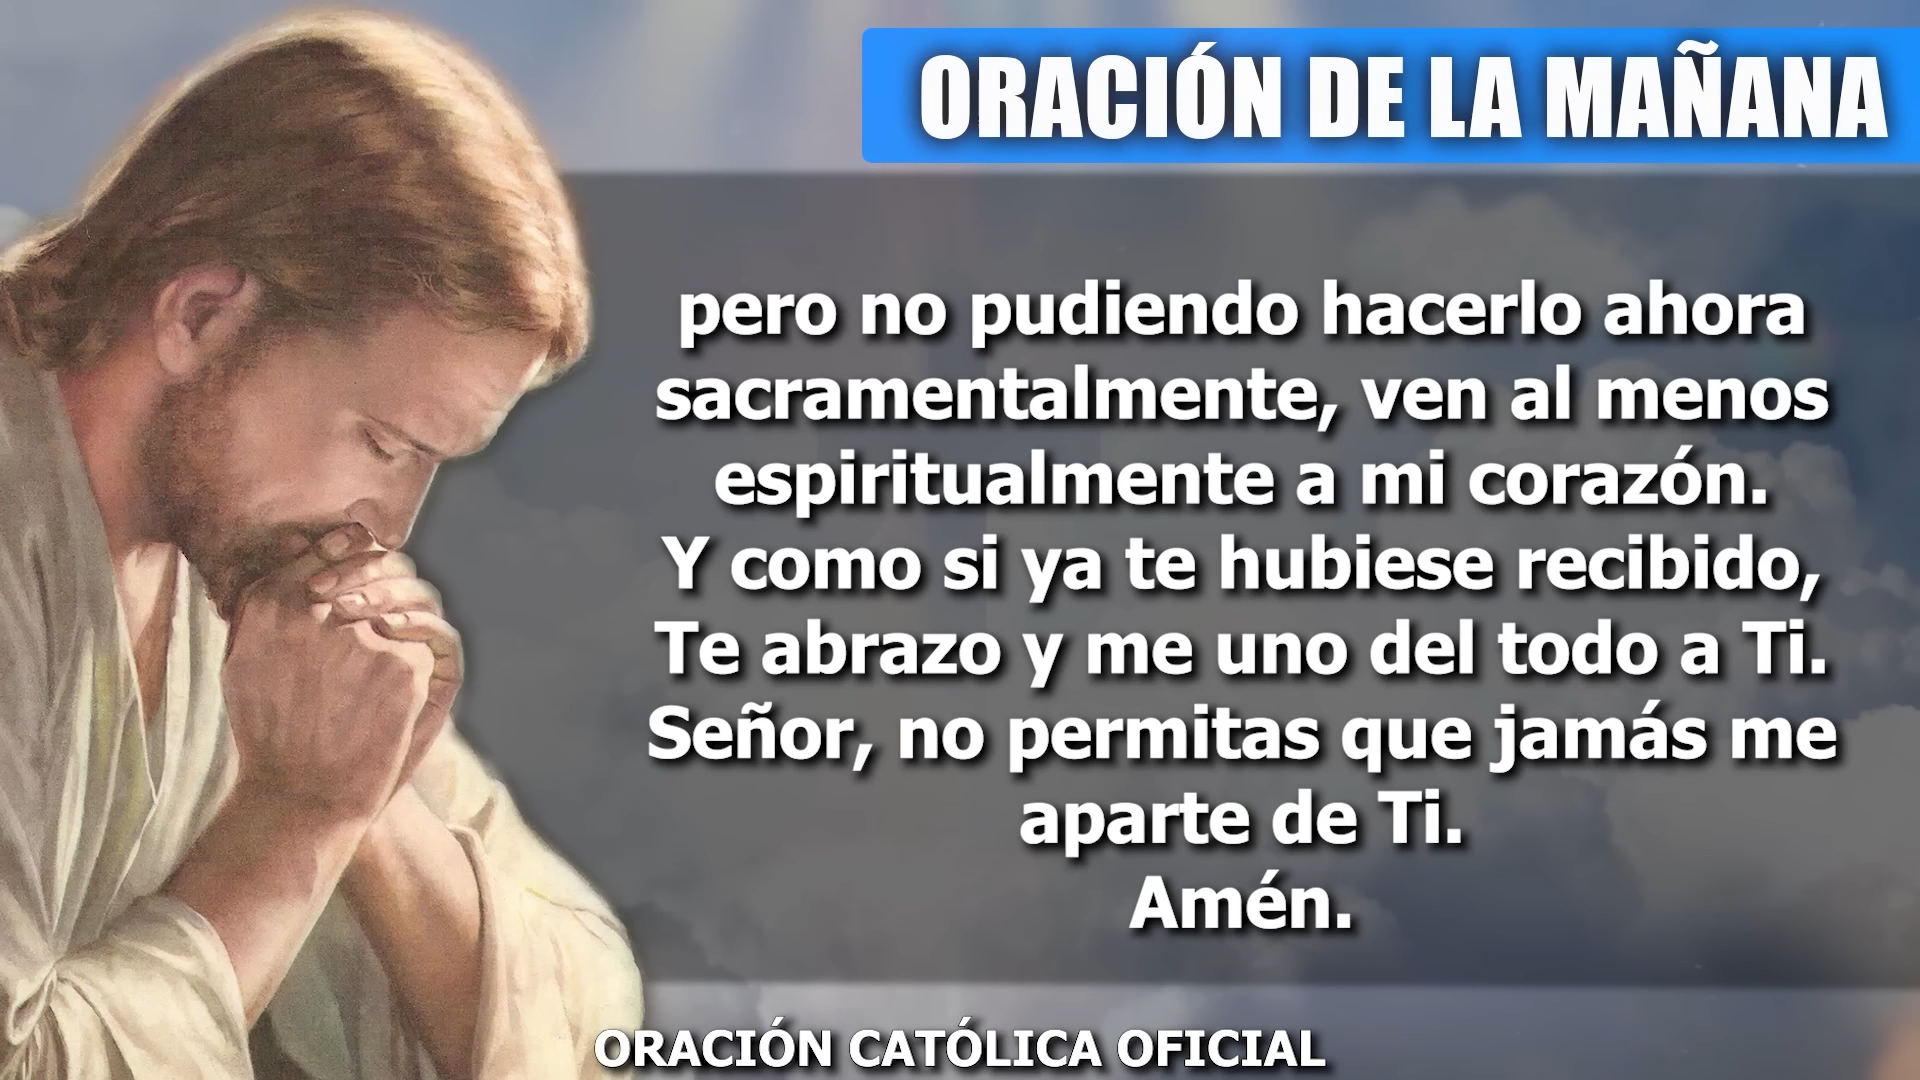 ORACIÓN DE LA MAÑANA
pero no pudiendo hacerlo ahora
sacramentalmente, ven al menos
espiritualmente a mi corazón.
Y como si ya te hubiese recibido,
Te abrazo y me uno del todo a Ti.
Señor, no permitas que jamás me
aparte de Ti.
Amén.
ORACIÓN CATÓLICA OFICIAL